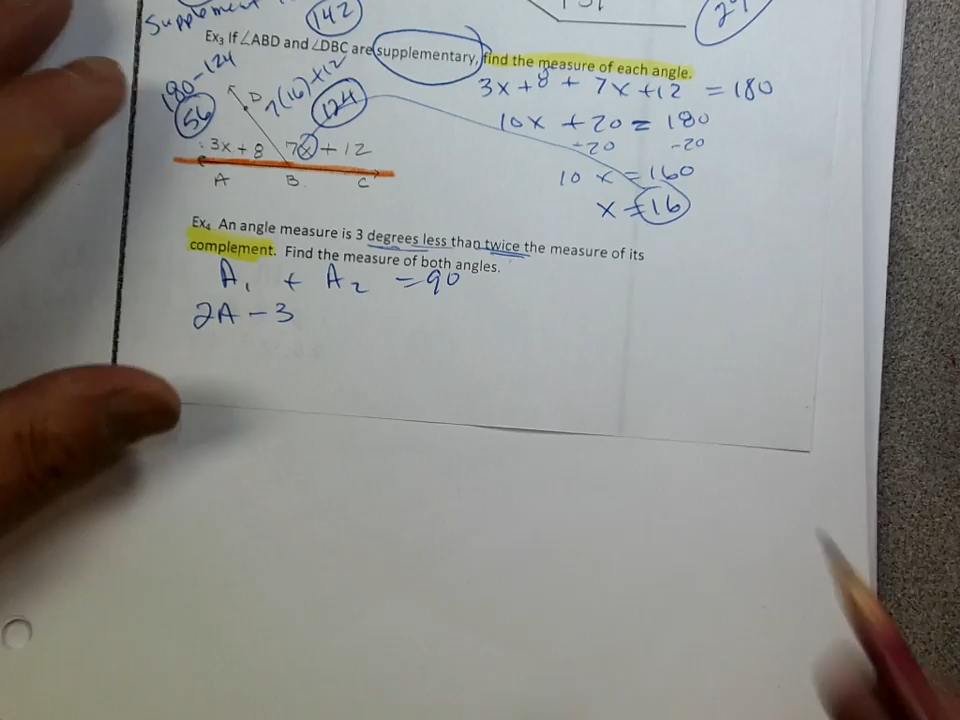 Supplement
142
Ex3 If ∠ABD and ∠DBC are supplementary, find the measure of each angle.
180-124
56
D
7(16)+12
124
3x + 8 7x + 12
A B C
3x + 8 + 7x + 12 = 180
10x + 20 = 180
-20 -20
10 x = 160
x = 16
Ex4 An angle measure is 3 degrees less than twice the measure of its
complement. Find the measure of both angles.
A1 + A2 = 90
2A - 3